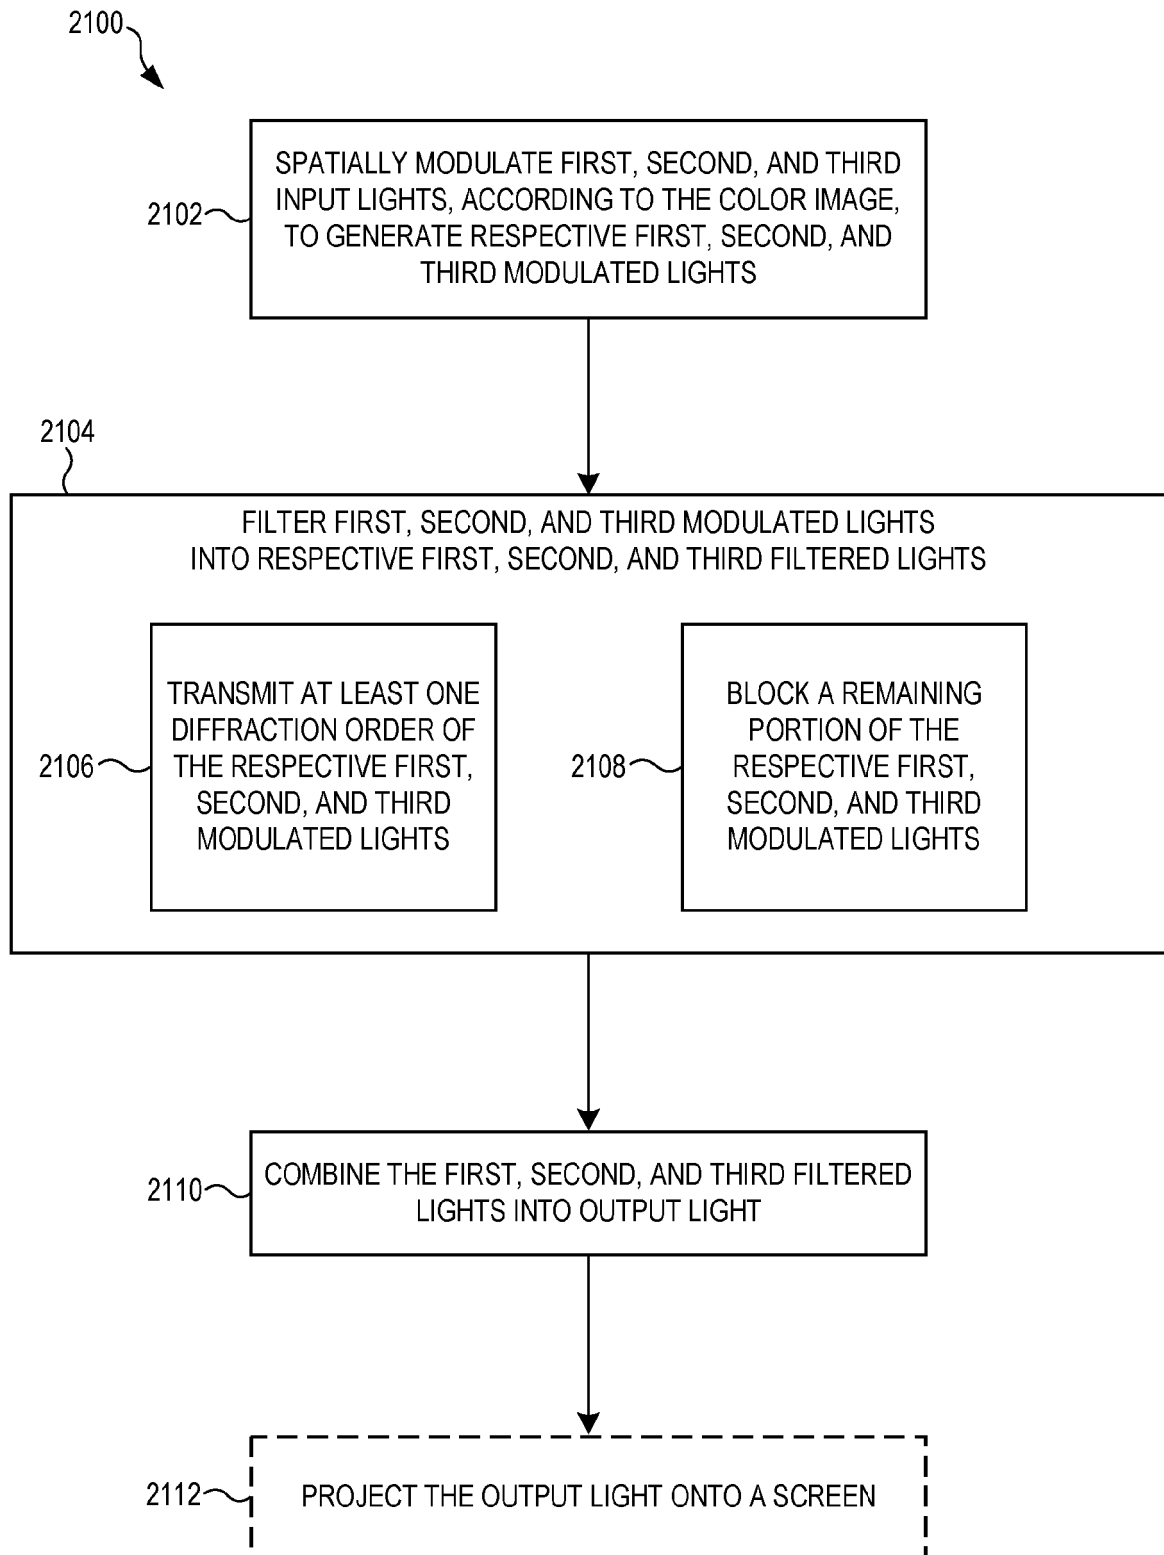 2100
SPATIALLY MODULATE FIRST, SECOND, AND THIRD
INPUT LIGHTS, ACCORDING TO THE COLOR IMAGE,
TO GENERATE RESPECTIVE FIRST, SECOND, AND
THIRD MODULATED LIGHTS
2102
2104
FILTER FIRST, SECOND, AND THIRD MODULATED LIGHTS
INTO RESPECTIVE FIRST, SECOND, AND THIRD FILTERED LIGHTS
TRANSMIT AT LEAST ONE
DIFFRACTION ORDER OF
THE RESPECTIVE FIRST,
SECOND, AND THIRD
MODULATED LIGHTS
2106
BLOCK A REMAINING
PORTION OF THE
RESPECTIVE FIRST,
SECOND, AND THIRD
MODULATED LIGHTS
2108
COMBINE THE FIRST, SECOND, AND THIRD FILTERED
LIGHTS INTO OUTPUT LIGHT
2110
PROJECT THE OUTPUT LIGHT ONTO A SCREEN
2112